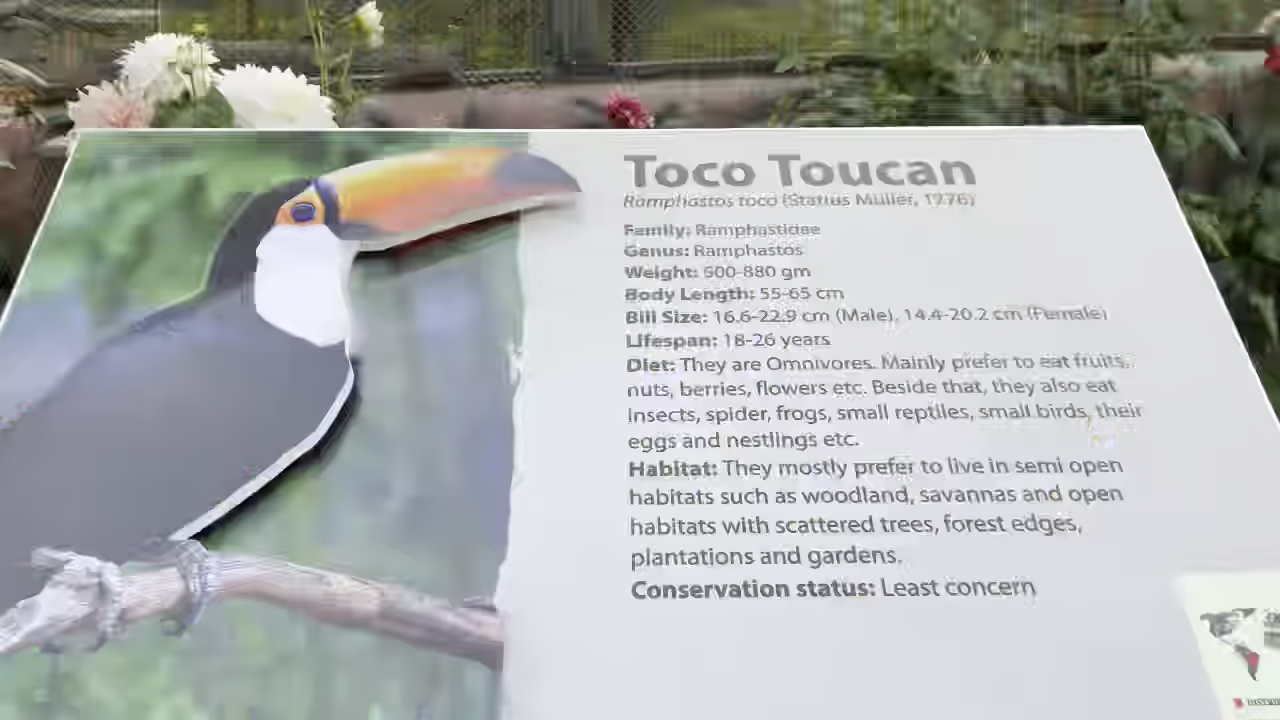 Toco Toucan
Ramphastos toco (Statius Muller, 1776)
Family: Ramphastidae
Genus: Ramphastos
Weight: 500-880 gm
Body Length: 55-65 cm
Bill Size: 16.6-22.9 cm (Male), 14.4-20.2 cm (Female)
Lifespan: 18-26 years
Diet: They are Omnivores. Mainly prefer to eat fruits,
nuts, berries, flowers etc. Beside that, they also eat
insects, spider, frogs, small reptiles, small birds, their
eggs and nestlings etc.
Habitat: They mostly prefer to live in semi open
habitats such as woodland, savannas and open
habitats with scattered trees, forest edges,
plantations and gardens.
Conservation status: Least concern